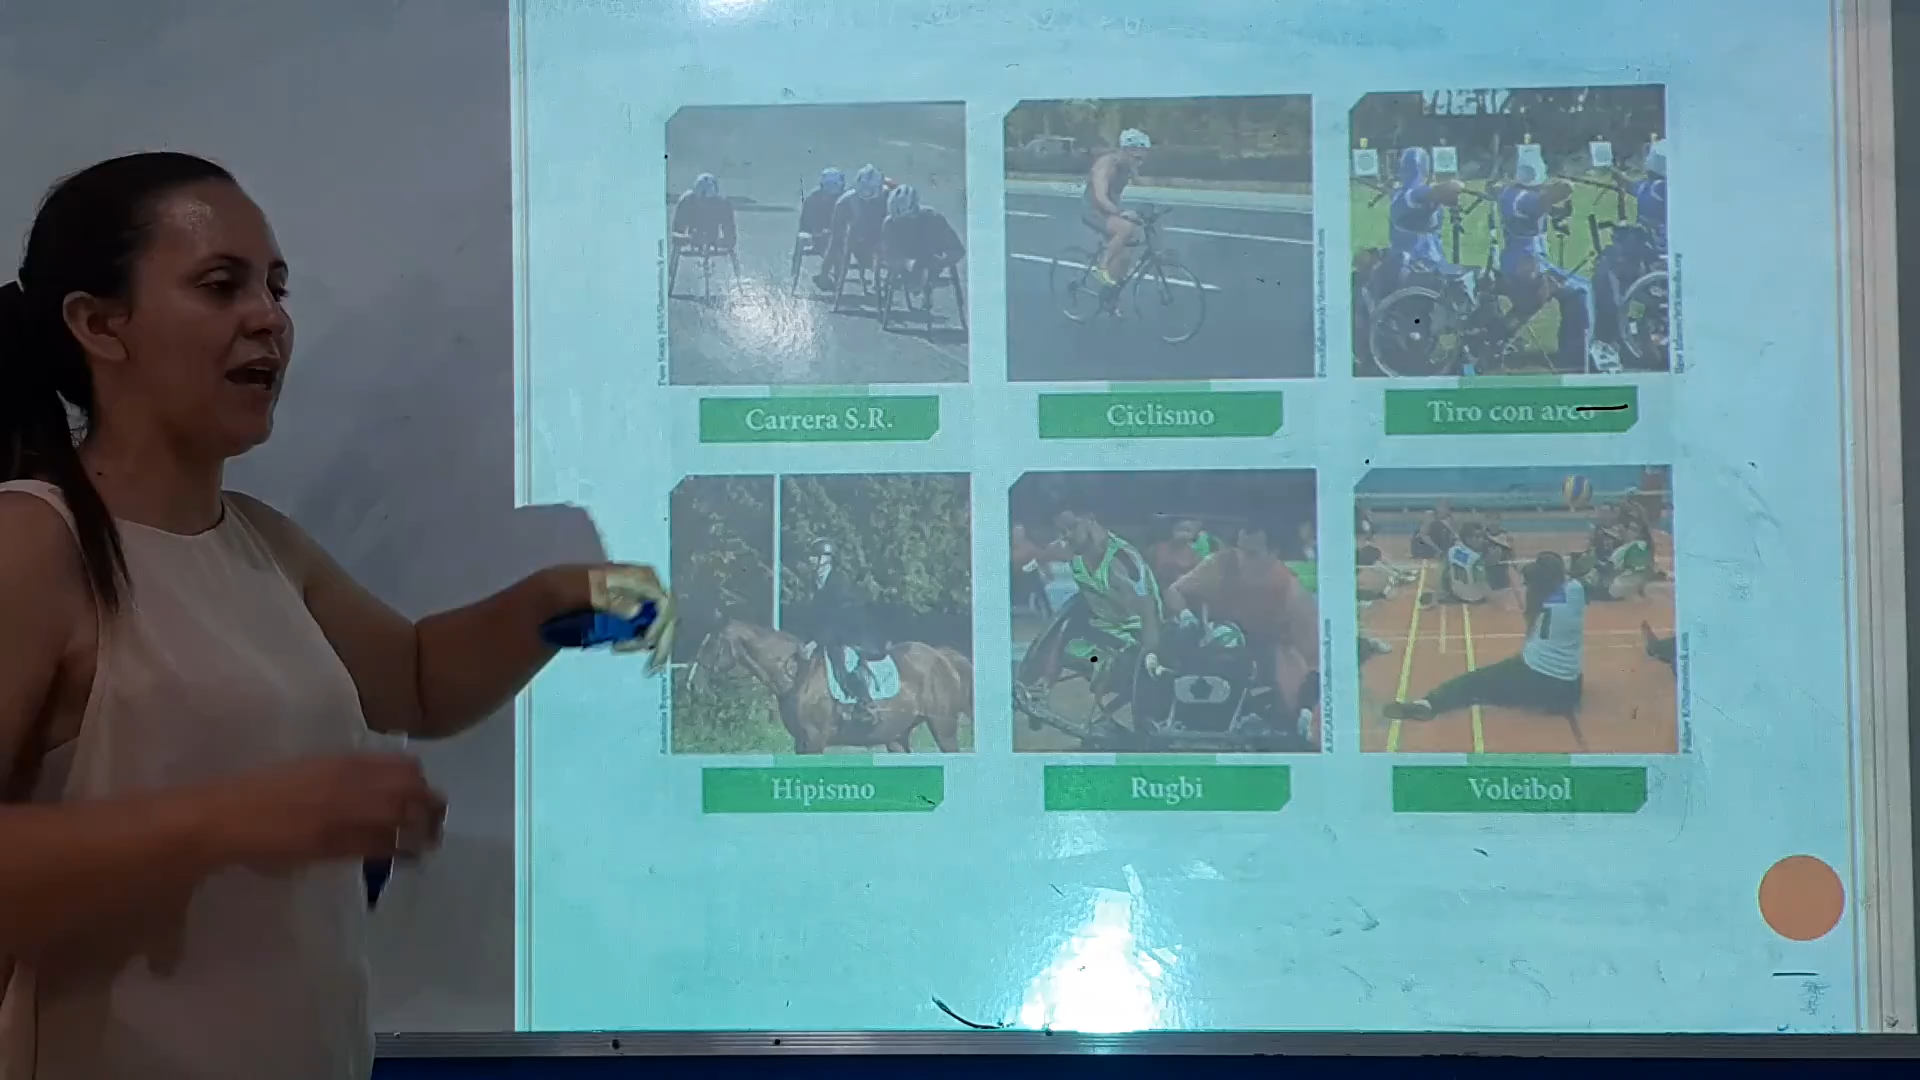 Carrera S.R.
Ciclismo
Tiro con arco
Hipismo
Rugbi
Voleibol